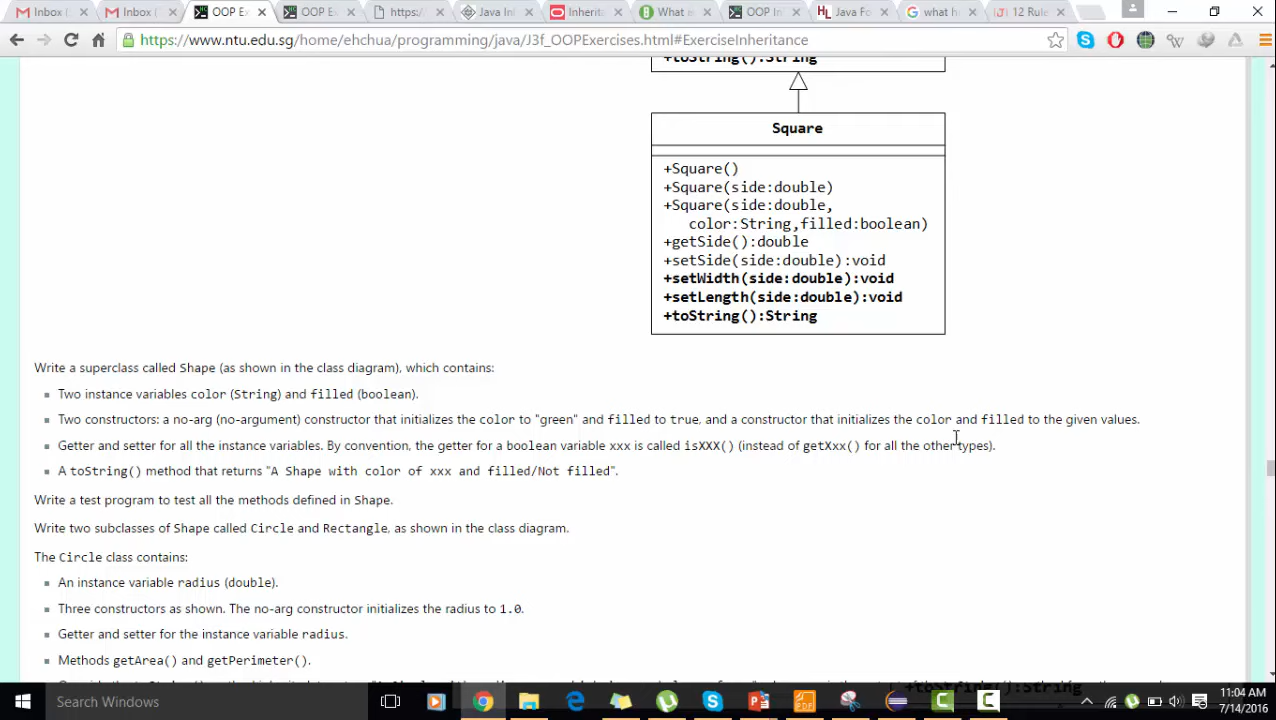 Inbox (
Inbox (
OOP E
OOP E
https:/
Java In
Inherit
What
OOP In
Java Fo
what h
12 Rule
https://www.ntu.edu.sg/home/ehchua/programming/java/J3f_OOPExercises.html#ExerciseInheritance
+toString():String
Square
+Square()
+Square(side:double)
+Square(side:double,
color:String,filled:boolean)
+getSide():double
+setSide(side:double):void
+setWidth(side:double):void
+setLength(side:double):void
+toString():String
Write a superclass called Shape (as shown in the class diagram), which contains:
Two instance variables color (String) and filled (boolean).
Two constructors: a no-arg (no-argument) constructor that initializes the color to "green" and filled to true, and a constructor that initializes the color and filled to the given values.
Getter and setter for all the instance variables. By convention, the getter for a boolean variable xxx is called isXXX() (instead of getXxx() for all the other types).
A toString() method that returns "A Shape with color of xxx and filled/Not filled".
Write a test program to test all the methods defined in Shape.
Write two subclasses of Shape called Circle and Rectangle, as shown in the class diagram.
The Circle class contains:
An instance variable radius (double).
Three constructors as shown. The no-arg constructor initializes the radius to 1.0.
Getter and setter for the instance variable radius.
Methods getArea() and getPerimeter().
+toString():String
Search Windows
11:04 AM
7/14/2016